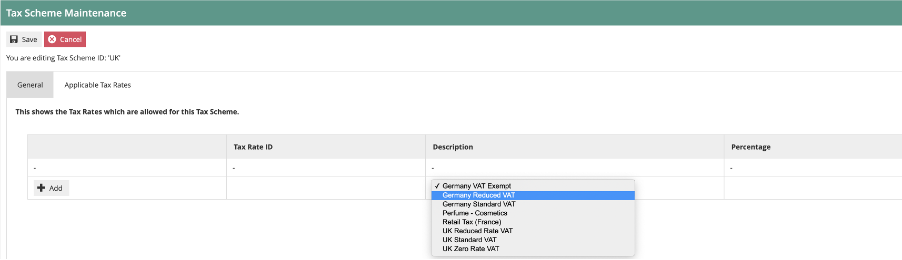 Tax Scheme Maintenance
Save Cancel
You are editing Tax Scheme ID: 'UK'
General Applicable Tax Rates
This shows the Tax Rates which are allowed for this Tax Scheme.
Tax Rate ID Description Percentage
- - - -
Add
✓ Germany VAT Exempt
Germany Reduced VAT
Germany Standard VAT
Perfume - Cosmetics
Retail Tax (France)
UK Reduced Rate VAT
UK Standard VAT
UK Zero Rate VAT